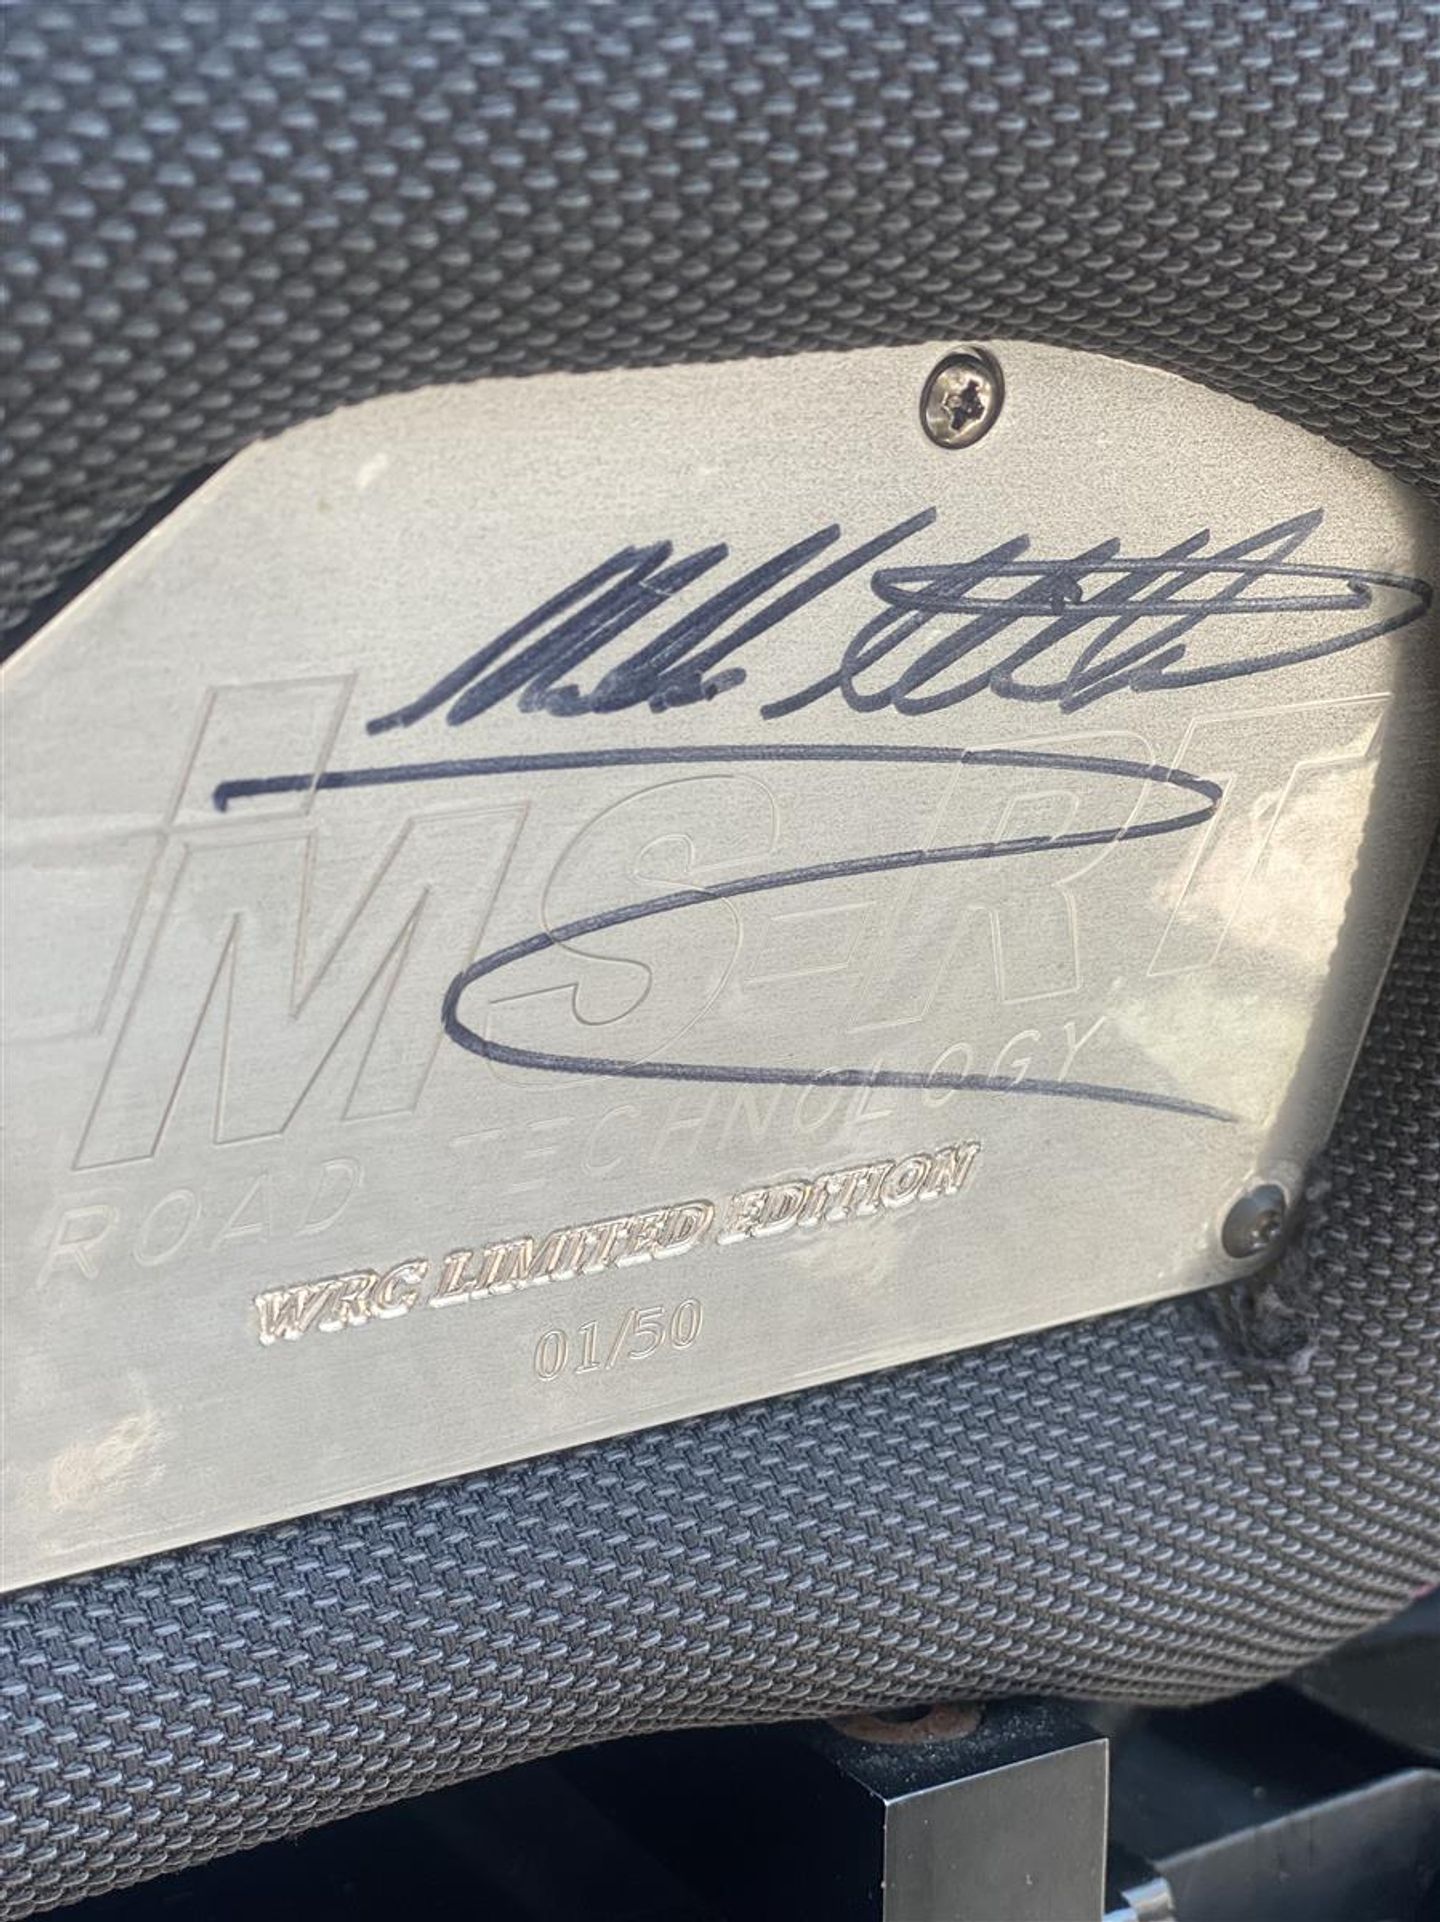 MS-RT
ROAD TECHNOLOGY
WRC LIMITED EDITION
01/50